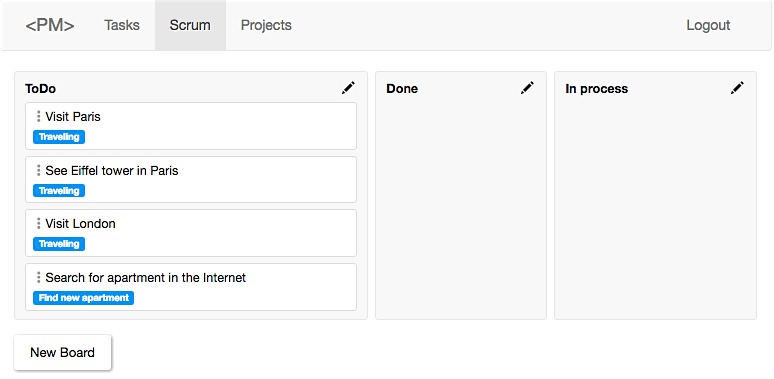 <PM> Tasks Scrum Projects Logout
ToDo
Visit Paris
Traveling
See Eiffel tower in Paris
Traveling
Visit London
Traveling
Search for apartment in the Internet
Find new apartment
Done
In process
New Board